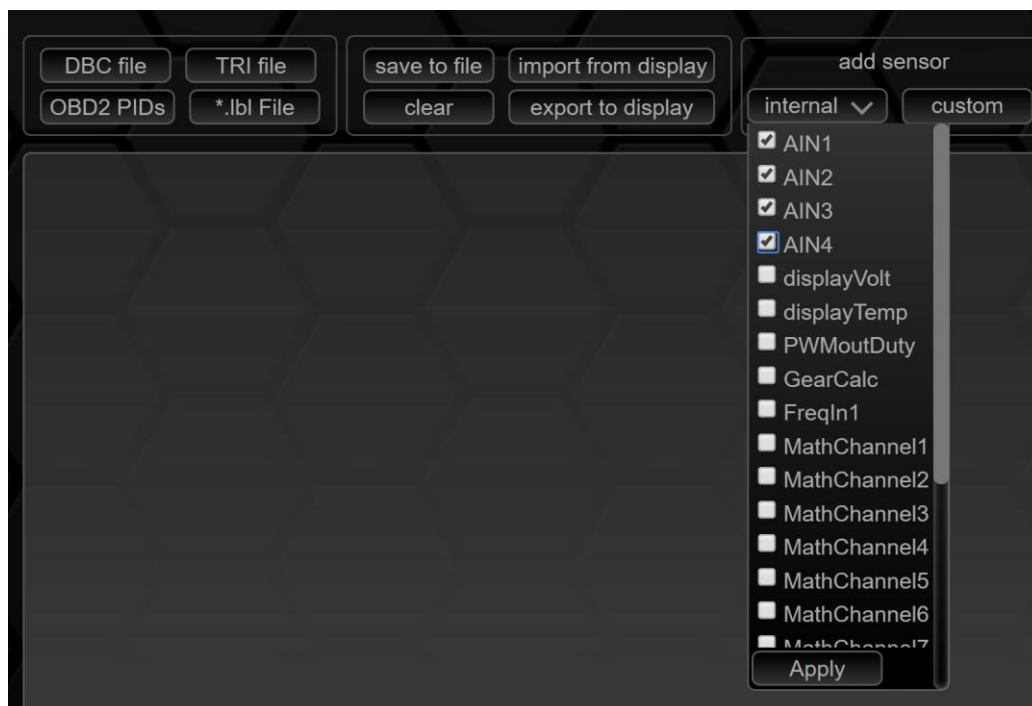 DBC file
TRI file
OBD2 PIDs
*.lbl File
save to file
import from display
clear
export to display
add sensor
internal
custom
AIN1
AIN2
AIN3
AIN4
displayVolt
displayTemp
PWMoutDuty
GearCalc
FreqIn1
MathChannel1
MathChannel2
MathChannel3
MathChannel4
MathChannel5
MathChannel6
MathChannel7
Apply